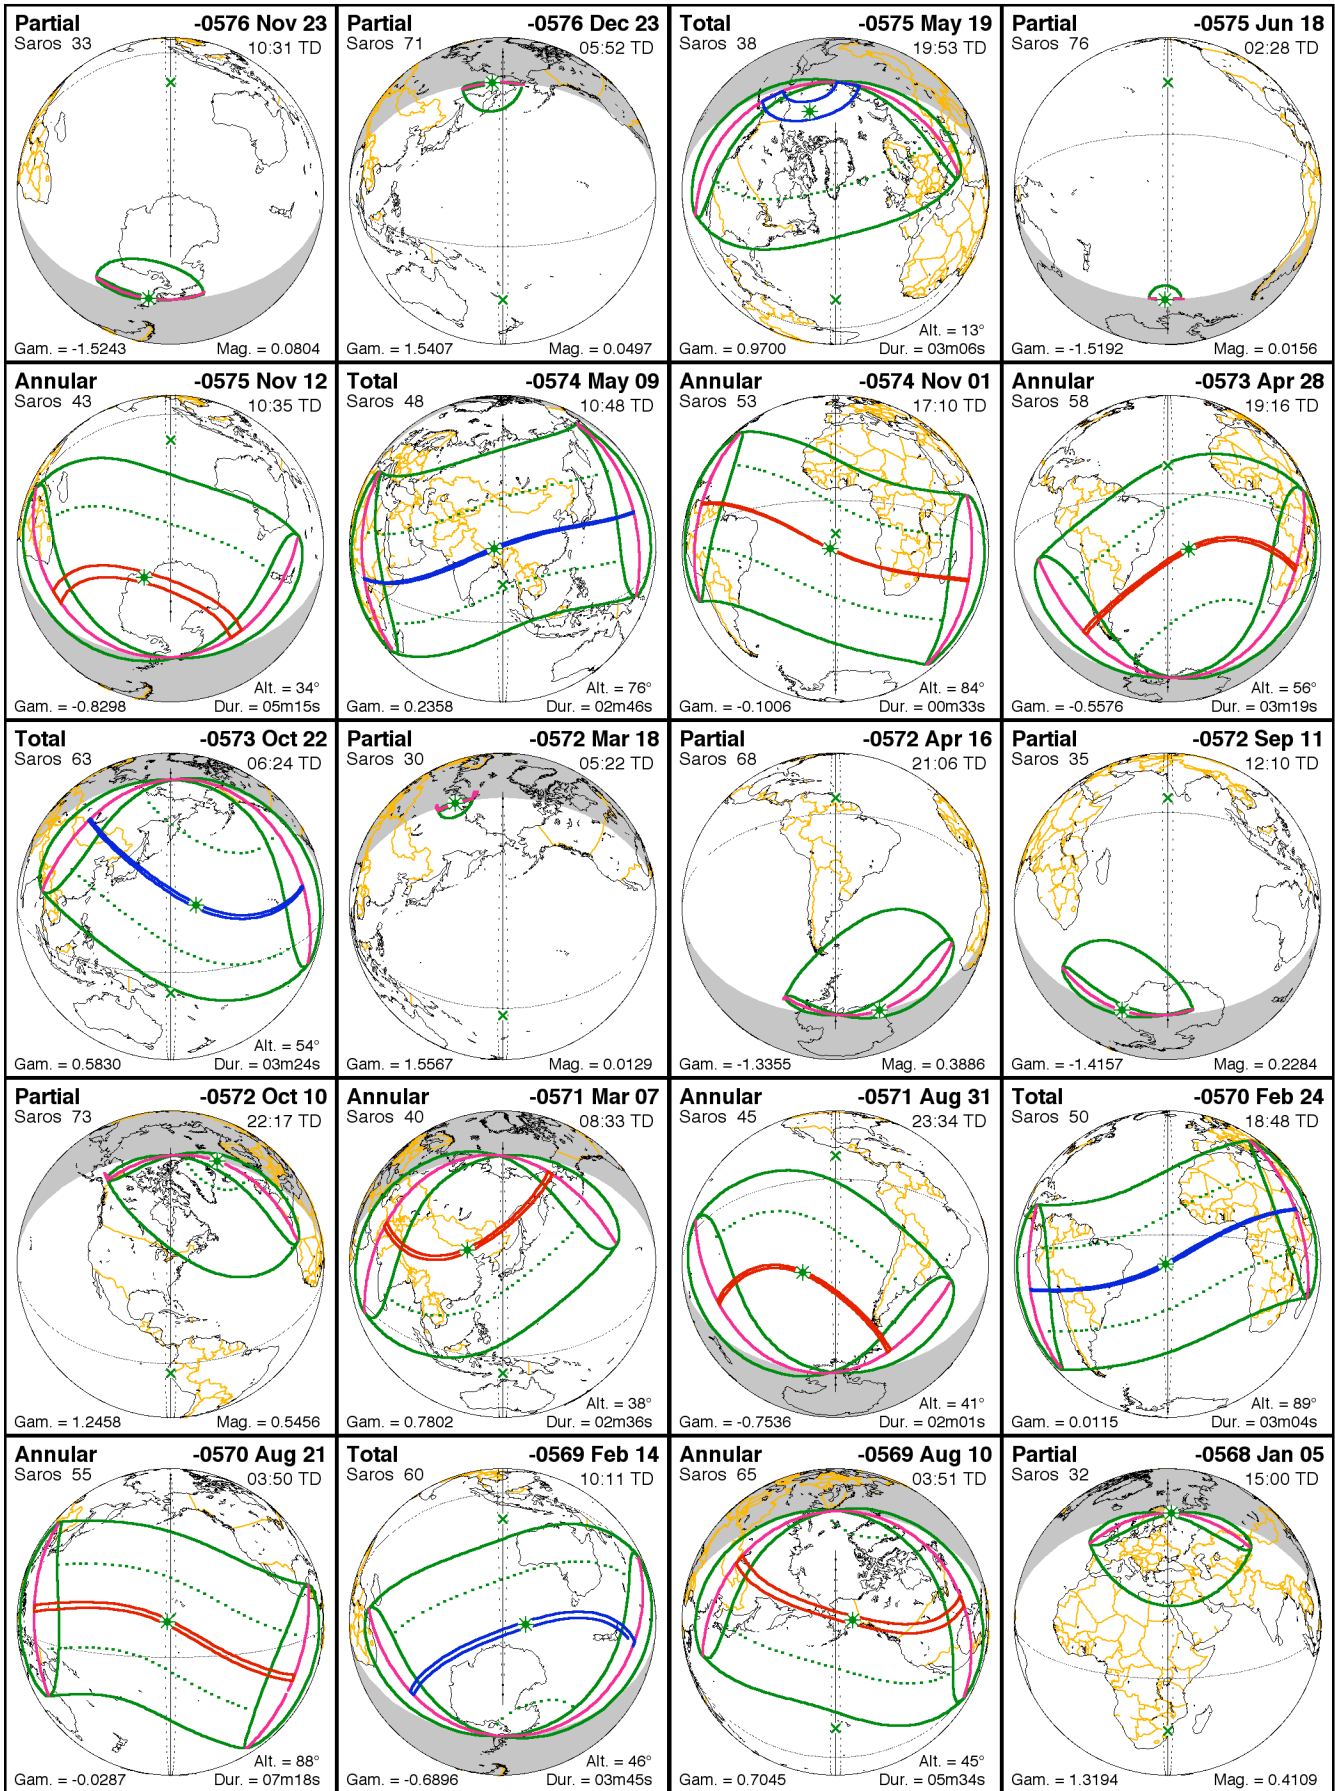 Partial -0576 Nov 23
Saros 33 10:31 TD
Gam. = -1.5243 Mag. = 0.0804
Partial -0576 Dec 23
Saros 71 05:52 TD
Gam. = 1.5407 Mag. = 0.0497
Total -0575 May 19
Saros 38 19:53 TD
Alt. = 13°
Gam. = 0.9700 Dur. = 03m06s
Partial -0575 Jun 18
Saros 76 02:28 TD
Gam. = -1.5192 Mag. = 0.0156
Annular -0575 Nov 12
Saros 43 10:35 TD
Alt. = 34°
Gam. = -0.8298 Dur. = 05m15s
Total -0574 May 09
Saros 48 10:48 TD
Alt. = 76°
Gam. = 0.2358 Dur. = 02m46s
Annular -0574 Nov 01
Saros 53 17:10 TD
Alt. = 84°
Gam. = -0.1006 Dur. = 00m33s
Annular -0573 Apr 28
Saros 58 19:16 TD
Alt. = 56°
Gam. = -0.5576 Dur. = 03m19s
Total -0573 Oct 22
Saros 63 06:24 TD
Alt. = 54°
Gam. = 0.5830 Dur. = 03m24s
Partial -0572 Mar 18
Saros 30 05:22 TD
Gam. = 1.5567 Mag. = 0.0129
Partial -0572 Apr 16
Saros 68 21:06 TD
Gam. = -1.3355 Mag. = 0.3886
Partial -0572 Sep 11
Saros 35 12:10 TD
Gam. = -1.4157 Mag. = 0.2284
Partial -0572 Oct 10
Saros 73 22:17 TD
Gam. = 1.2458 Mag. = 0.5456
Annular -0571 Mar 07
Saros 40 08:33 TD
Alt. = 38°
Gam. = 0.7802 Dur. = 02m36s
Annular -0571 Aug 31
Saros 45 23:34 TD
Alt. = 41°
Gam. = -0.7536 Dur. = 02m01s
Total -0570 Feb 24
Saros 50 18:48 TD
Alt. = 89°
Gam. = 0.0115 Dur. = 03m04s
Annular -0570 Aug 21
Saros 55 03:50 TD
Alt. = 88°
Gam. = -0.0287 Dur. = 07m18s
Total -0569 Feb 14
Saros 60 10:11 TD
Alt. = 46°
Gam. = -0.6896 Dur. = 03m45s
Annular -0569 Aug 10
Saros 65 03:51 TD
Alt. = 45°
Gam. = 0.7045 Dur. = 05m34s
Partial -0568 Jan 05
Saros 32 15:00 TD
Gam. = 1.3194 Mag. = 0.4109